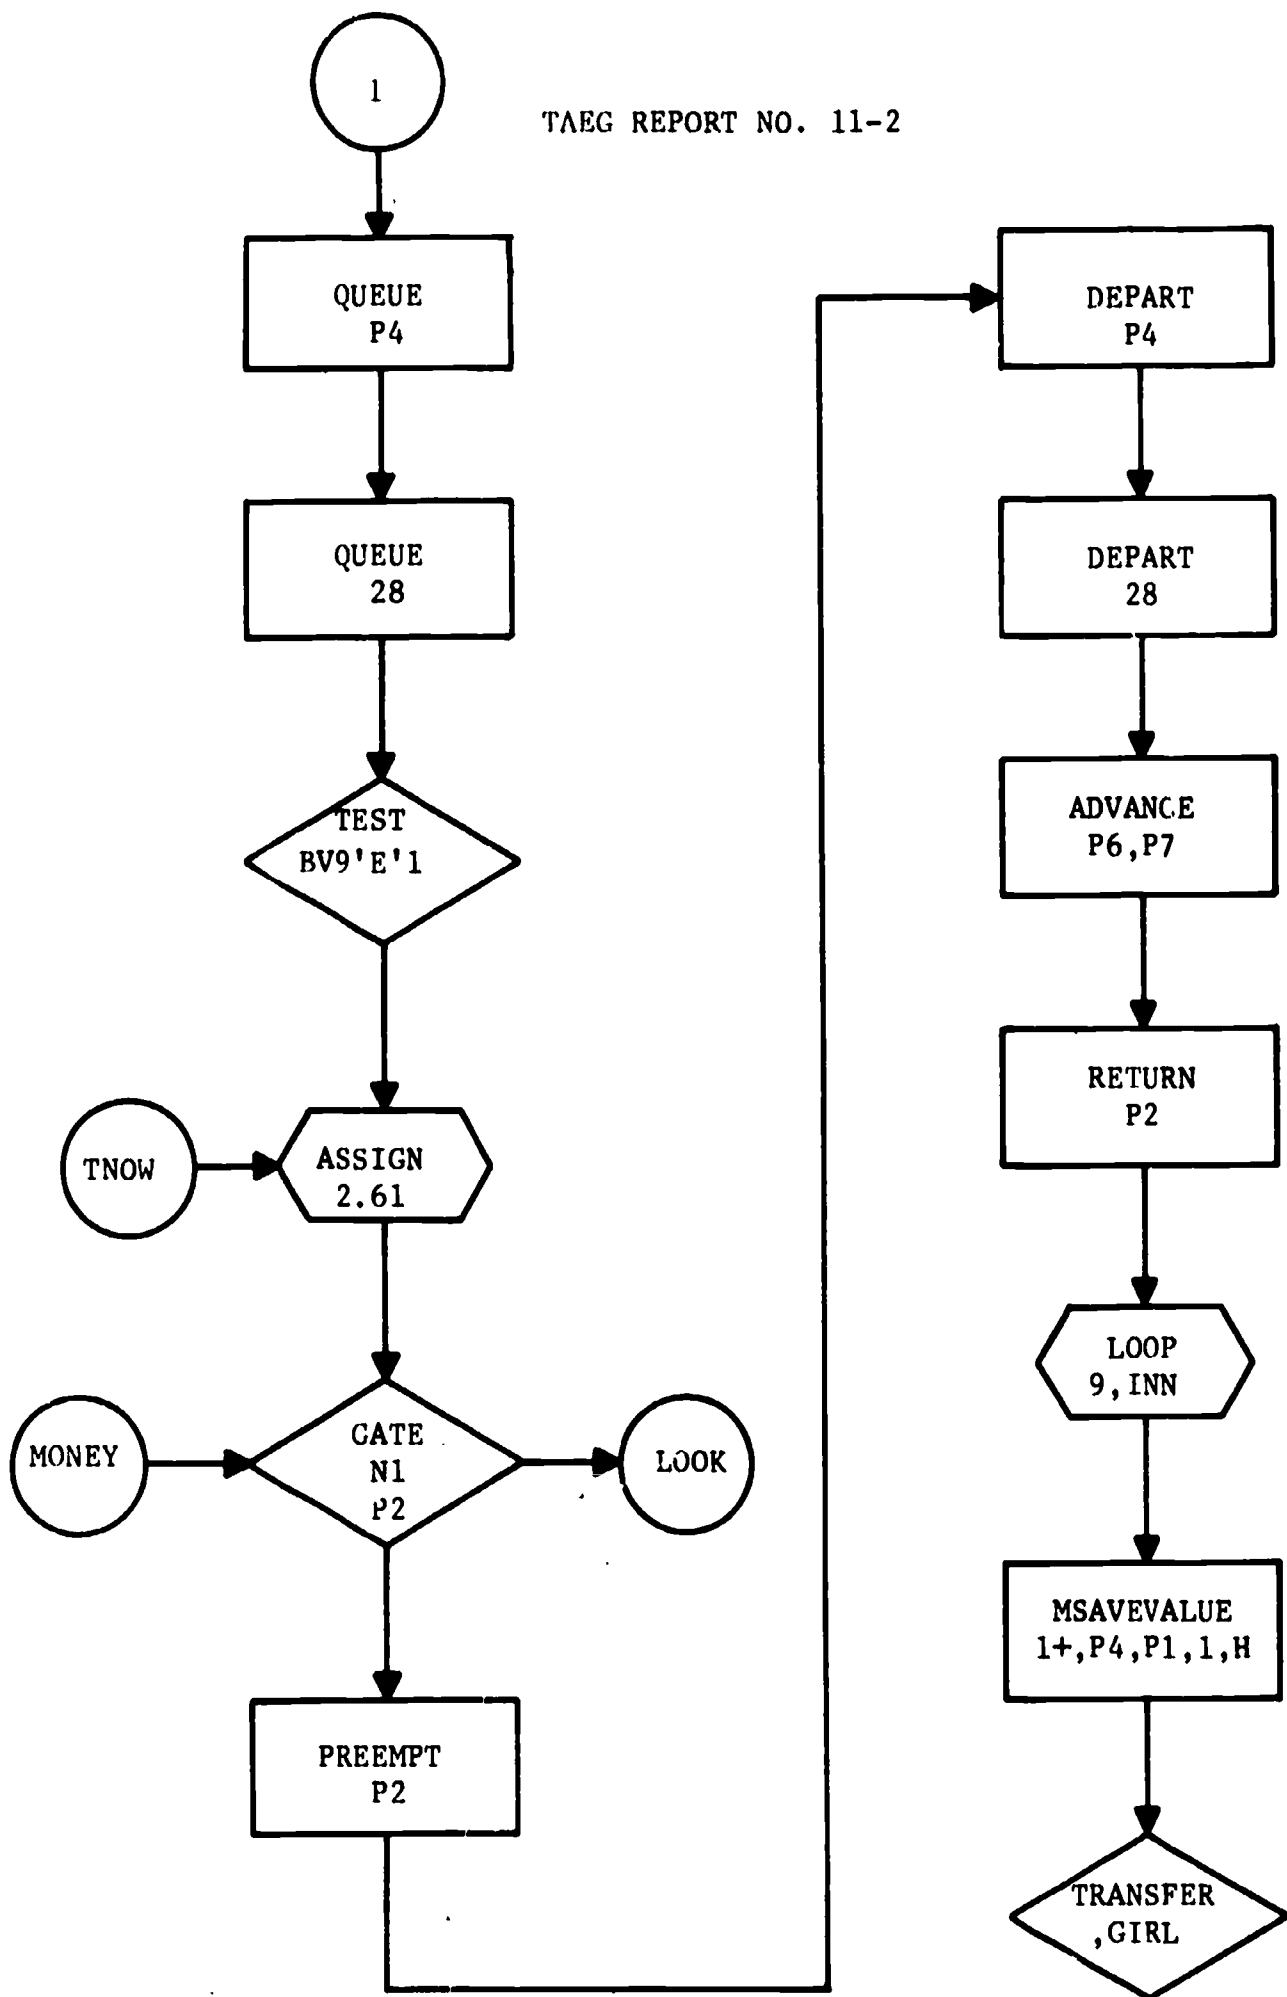 1
TAEG REPORT NO. 11-2
QUEUE
P4
QUEUE
28
TEST
BV9'E'1
TNOW
ASSIGN
2.61
MONEY
GATE
N1
P2
LOOK
PREEMPT
P2
DEPART
P4
DEPART
28
ADVANCE
P6,P7
RETURN
P2
LOOP
9,INN
MSAVEVALUE
1+,P4,P1,1,H
TRANSFER
,GIRL